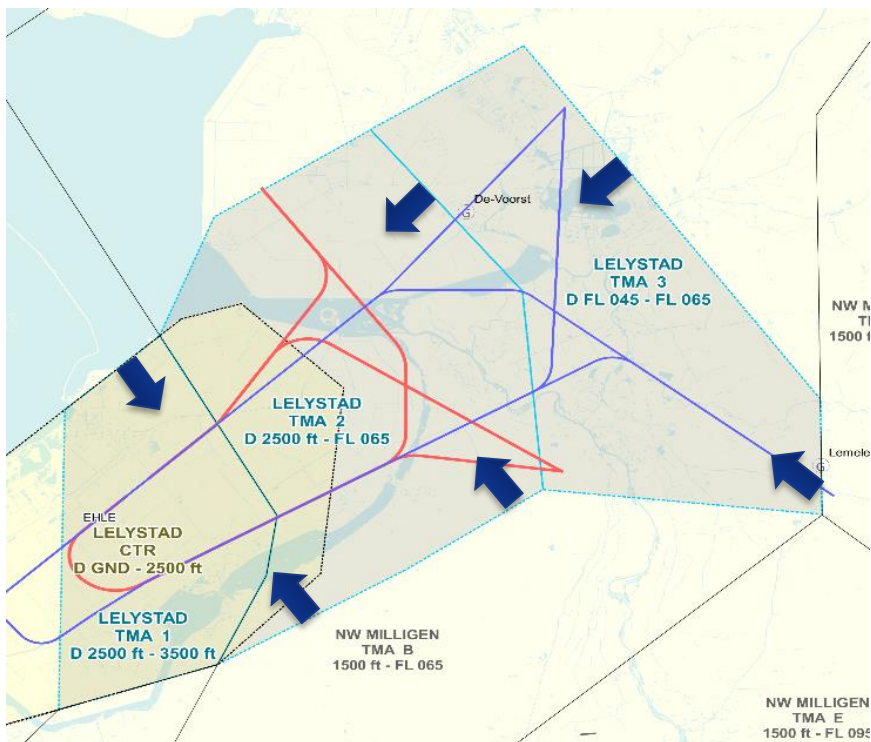 De-Voorst
G
LELYSTAD
TMA 3
D FL 045 - FL 065
NW M
1500 f
LELYSTAD
TMA 2
D 2500 ft - FL 065
Lemele
G
EHLE
LELYSTAD
CTR
D GND - 2500 ft
LELYSTAD
TMA 1
D 2500 ft - 3500 ft
NW MILLIGEN
TMA B
1500 ft - FL 065
NW MILLIGEN
TMA E
1500 ft - FL 095